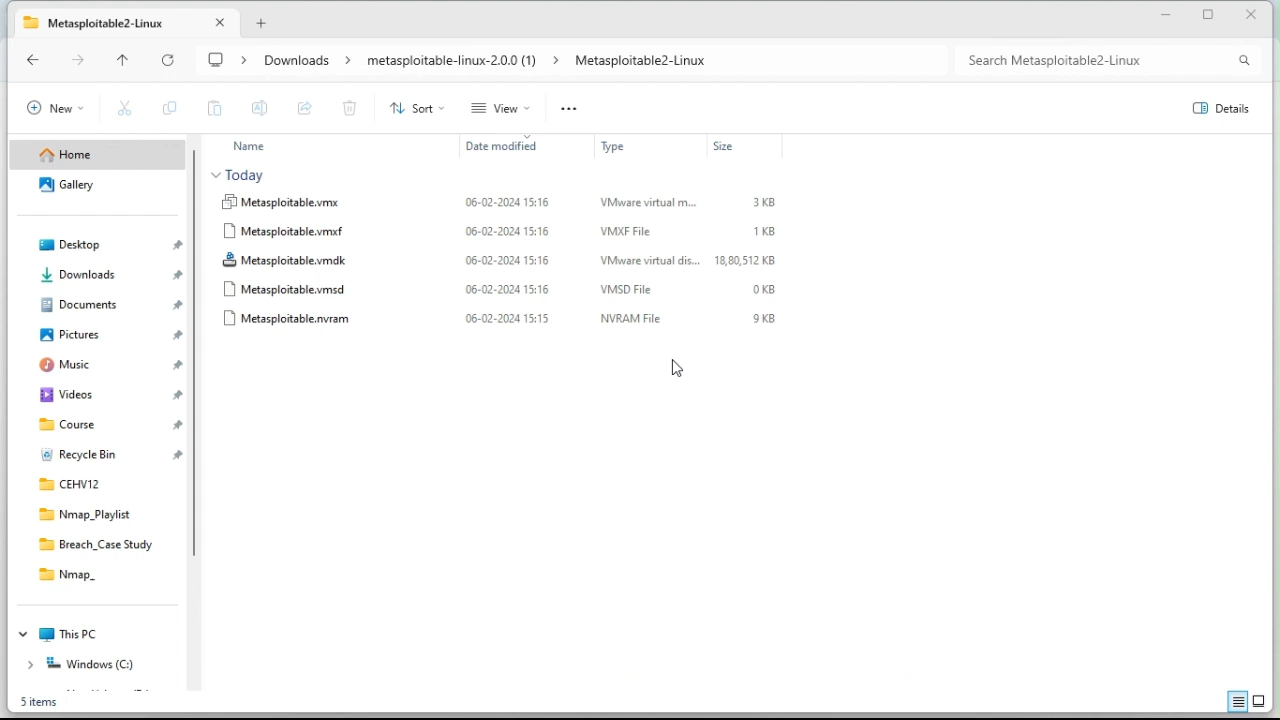 Metasploitable2-Linux
Downloads metasploitable-linux-2.0.0 (1) Metasploitable2-Linux Search Metasploitable2-Linux
New Sort View Details
Name Date modified Type Size
Home
Gallery
Desktop
Downloads
Documents
Pictures
Music
Videos
Course
Recycle Bin
CEHV12
Nmap_Playlist
Breach_Case Study
Nmap_
This PC
Windows (C:)
Today
Metasploitable.vmx 06-02-2024 15:16 VMware virtual m... 3 KB
Metasploitable.vmxf 06-02-2024 15:16 VMXF File 1 KB
Metasploitable.vmdk 06-02-2024 15:16 VMware virtual dis... 18,80,512 KB
Metasploitable.vmsd 06-02-2024 15:16 VMSD File 0 KB
Metasploitable.nvram 06-02-2024 15:15 NVRAM File 9 KB
5 items